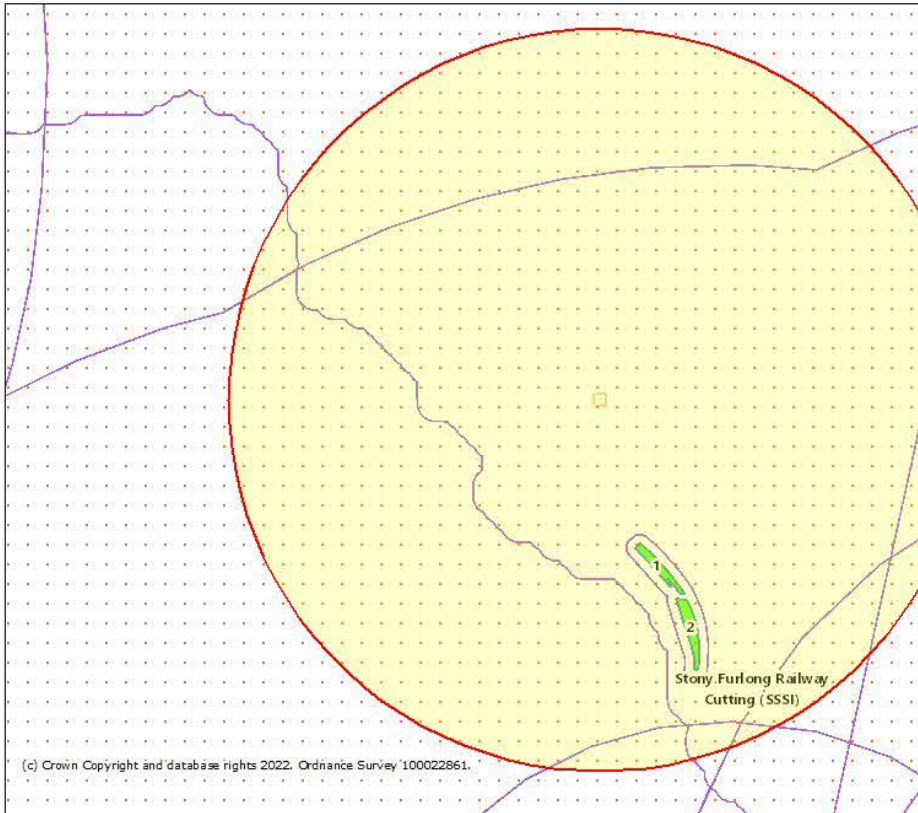 1
2
Stony Furlong Railway
Cutting (SSSI)
(c) Crown Copyright and database rights 2022. Ordnance Survey 100022861.